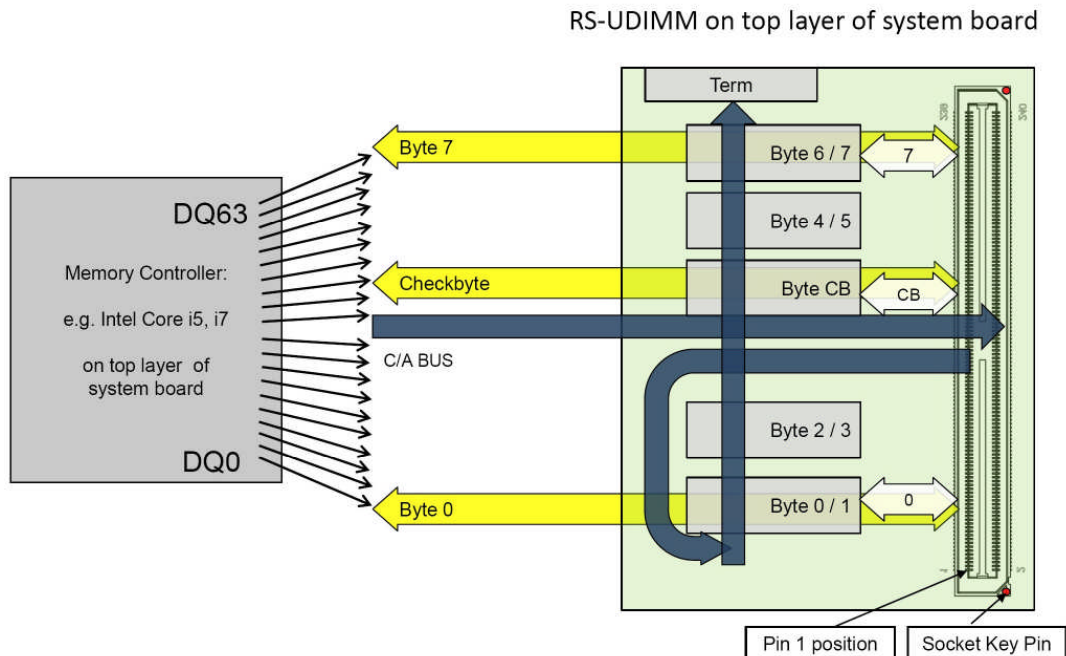 RS-UDIMM on top layer of system board
Term
Byte 7
Byte 6 / 7
7
DQ63
Byte 4 / 5
Memory Controller:
Checkbyte
Byte CB
CB
e.g. Intel Core i5, i7
C/A BUS
on top layer of
system board
Byte 2 / 3
DQ0
Byte 0
Byte 0 / 1
0
Pin 1 position
Socket Key Pin